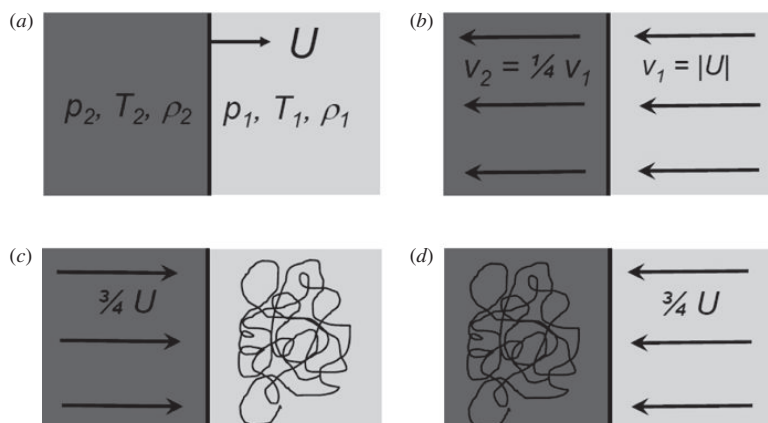 (a)
U
p₂, T₂, ρ₂ p₁, T₁, ρ₁
(b)
v₂ = ¼ v₁ v₁ = |U|
(c)
¾ U
(d)
¾ U